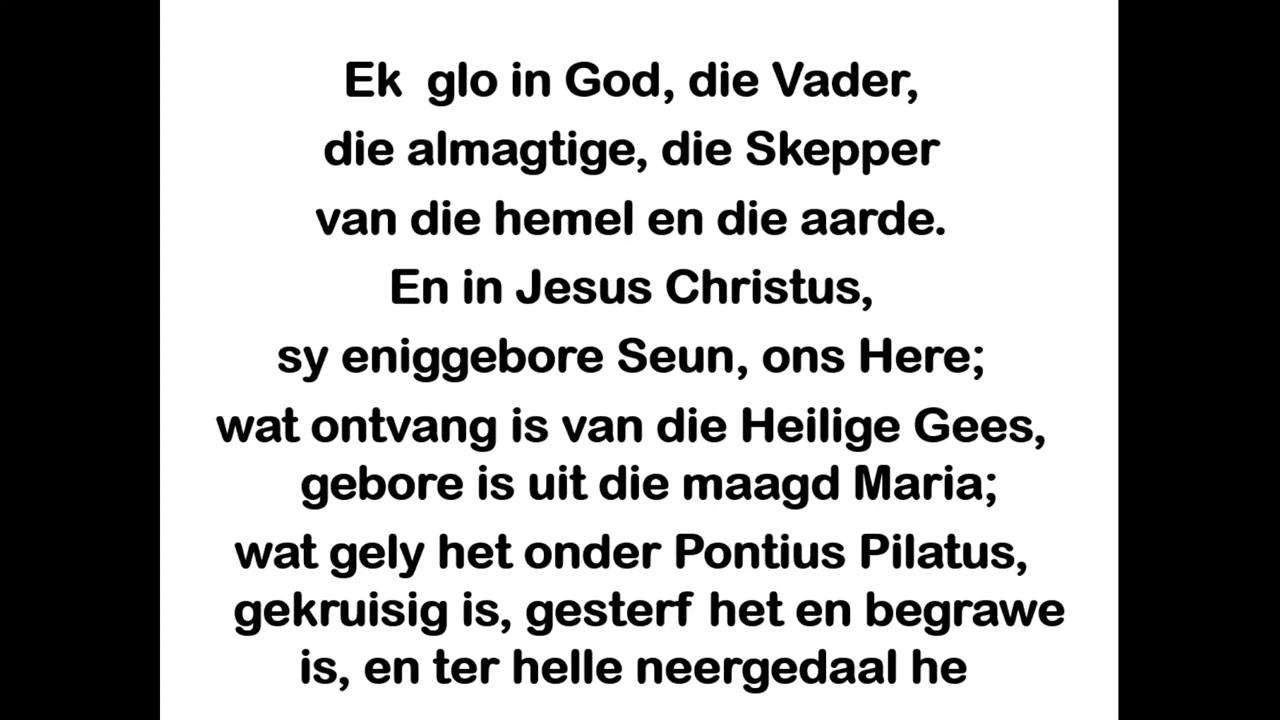 Ek glo in God, die Vader,
die almagtige, die Skepper
van die hemel en die aarde.
En in Jesus Christus,
sy eniggebore Seun, ons Here;
wat ontvang is van die Heilige Gees,
gebore is uit die maagd Maria;
wat gely het onder Pontius Pilatus,
gekruisig is, gesterf het en begrawe
is, en ter helle neergedaal he